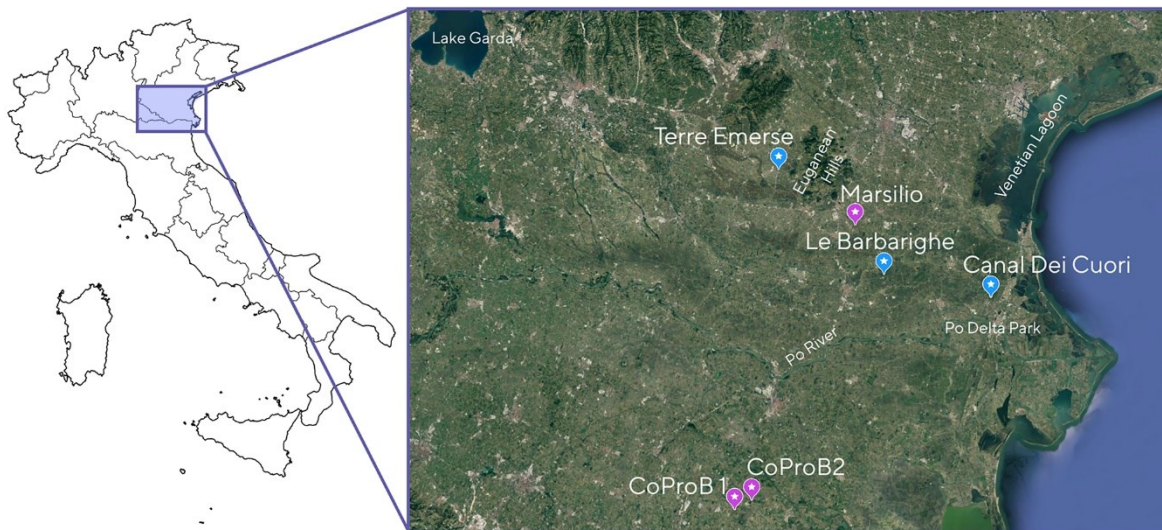 Lake Garda
Terre Emerse
Euganean
Hills
Venetian Lagoon
Marsilio
Le Barbarighe
Canal Dei Cuori
Po Delta Park
Po River
CoProB2
CoProB 1